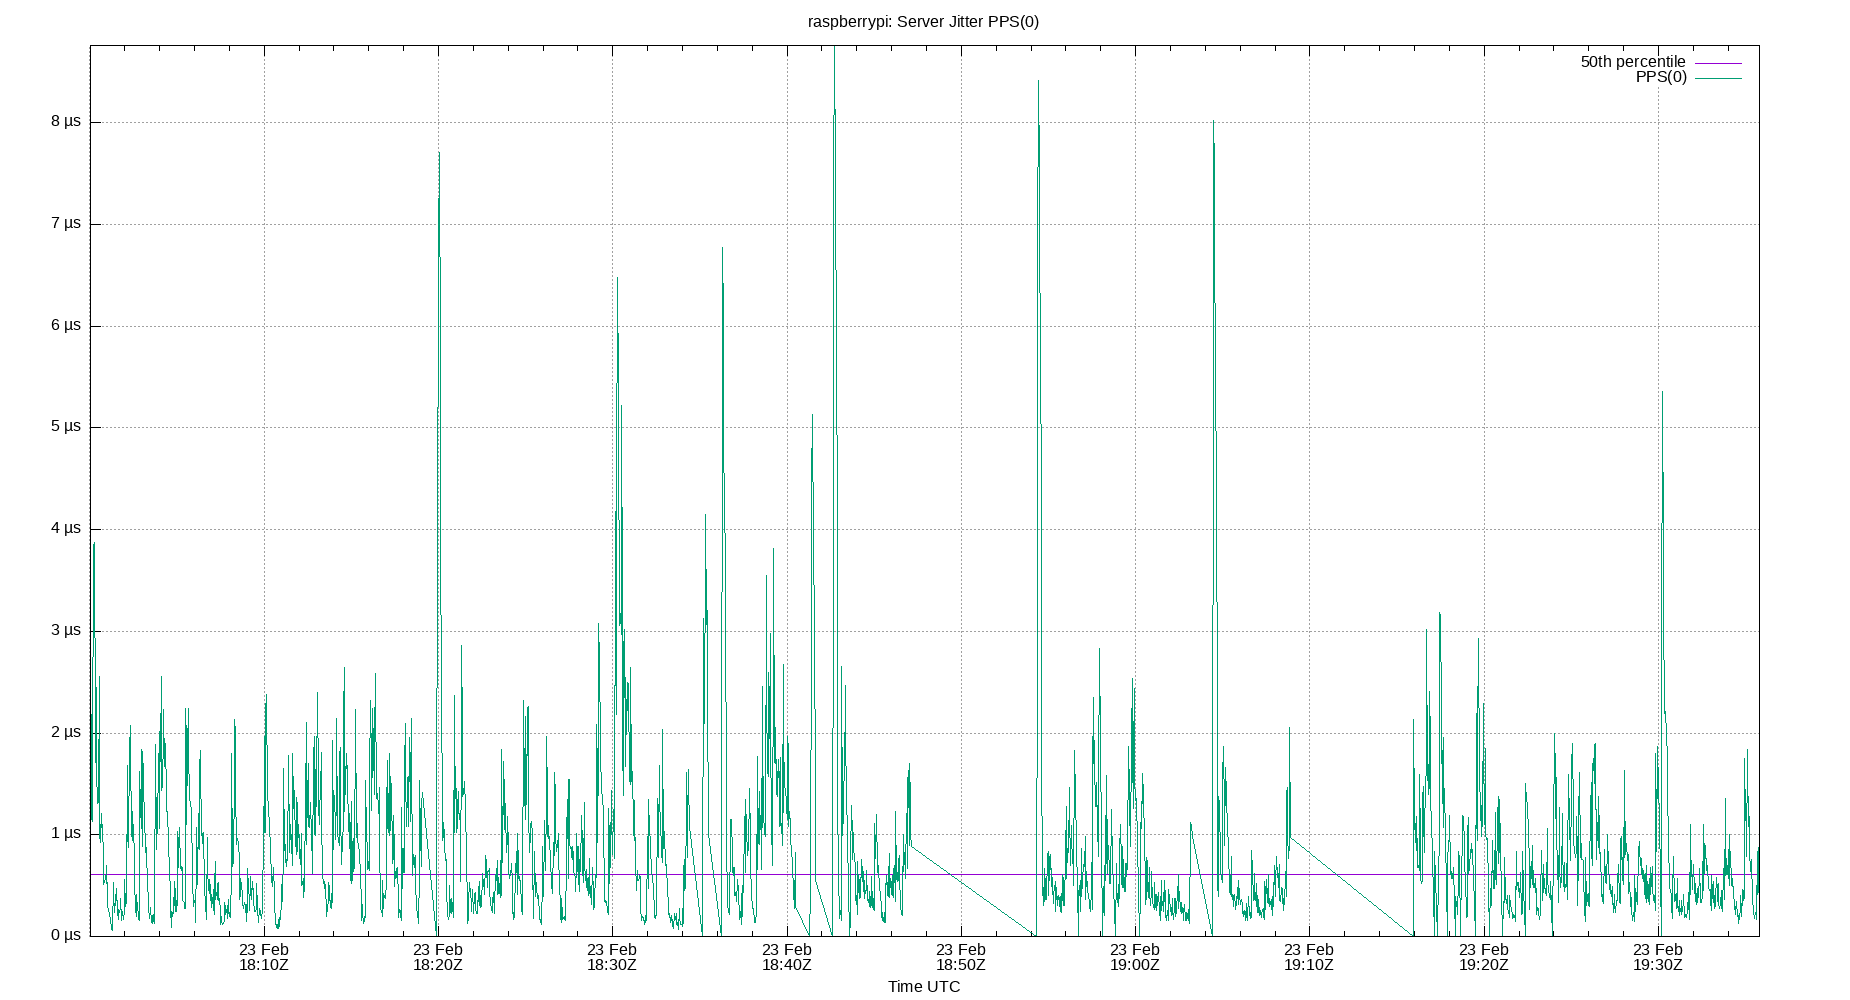 raspberrypi: Server Jitter PPS(0)
50th percentile
PPS(0)
8 µs
7 µs
6 µs
5 µs
4 µs
3 µs
2 µs
1 µs
0 µs
23 Feb 23 Feb 23 Feb 23 Feb 23 Feb 23 Feb 23 Feb 23 Feb 23 Feb
18:10Z 18:20Z 18:30Z 18:40Z 18:50Z 19:00Z 19:10Z 19:20Z 19:30Z
Time UTC